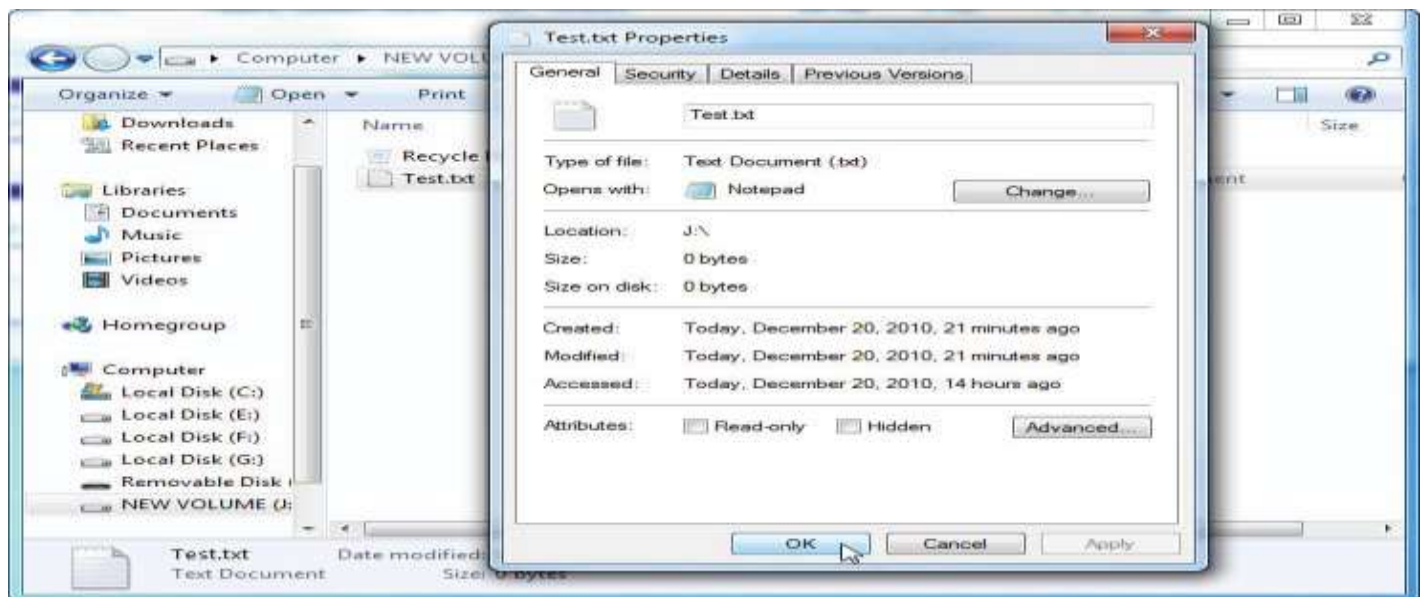 Test.txt Properties
Computer ▸ NEW VOL
General Security Details Previous Versions
Organize Open Print
Test.txt
Downloads
Name
Size
Recent Places
Recycle
Type of file: Text Document (.txt)
Test.txt
Libraries
Opens with: Notepad Change...
ent
Documents
Music
Location: J:\
Pictures
Size: 0 bytes
Videos
Size on disk: 0 bytes
Homegroup
Created: Today, December 20, 2010, 21 minutes ago
Modified: Today, December 20, 2010, 21 minutes ago
Computer
Accessed: Today, December 20, 2010, 14 hours ago
Local Disk (C:)
Local Disk (E:)
Attributes: Read-only Hidden Advanced...
Local Disk (F:)
Local Disk (G:)
Removable Disk (
NEW VOLUME (J:
OK Cancel Apply
Test.txt Date modified:
Text Document Size: 0 bytes